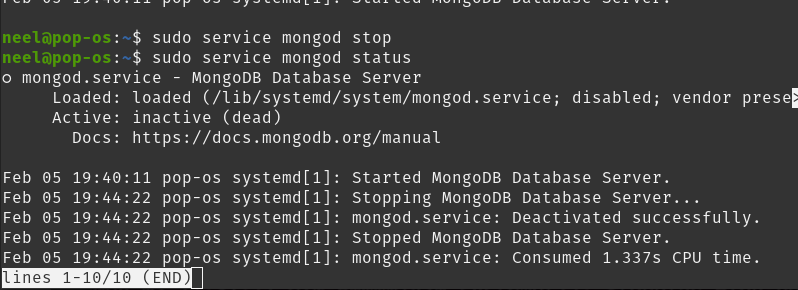 Feb 05 19:40:11 pop-os systemd[1]: Started MongoDB Database Server.
neel@pop-os:~$ sudo service mongod stop
neel@pop-os:~$ sudo service mongod status
○ mongod.service - MongoDB Database Server
Loaded: loaded (/lib/systemd/system/mongod.service; disabled; vendor prese>
Active: inactive (dead)
Docs: https://docs.mongodb.org/manual
Feb 05 19:40:11 pop-os systemd[1]: Started MongoDB Database Server.
Feb 05 19:44:22 pop-os systemd[1]: Stopping MongoDB Database Server...
Feb 05 19:44:22 pop-os systemd[1]: mongod.service: Deactivated successfully.
Feb 05 19:44:22 pop-os systemd[1]: Stopped MongoDB Database Server.
Feb 05 19:44:22 pop-os systemd[1]: mongod.service: Consumed 1.337s CPU time.
lines 1-10/10 (END)